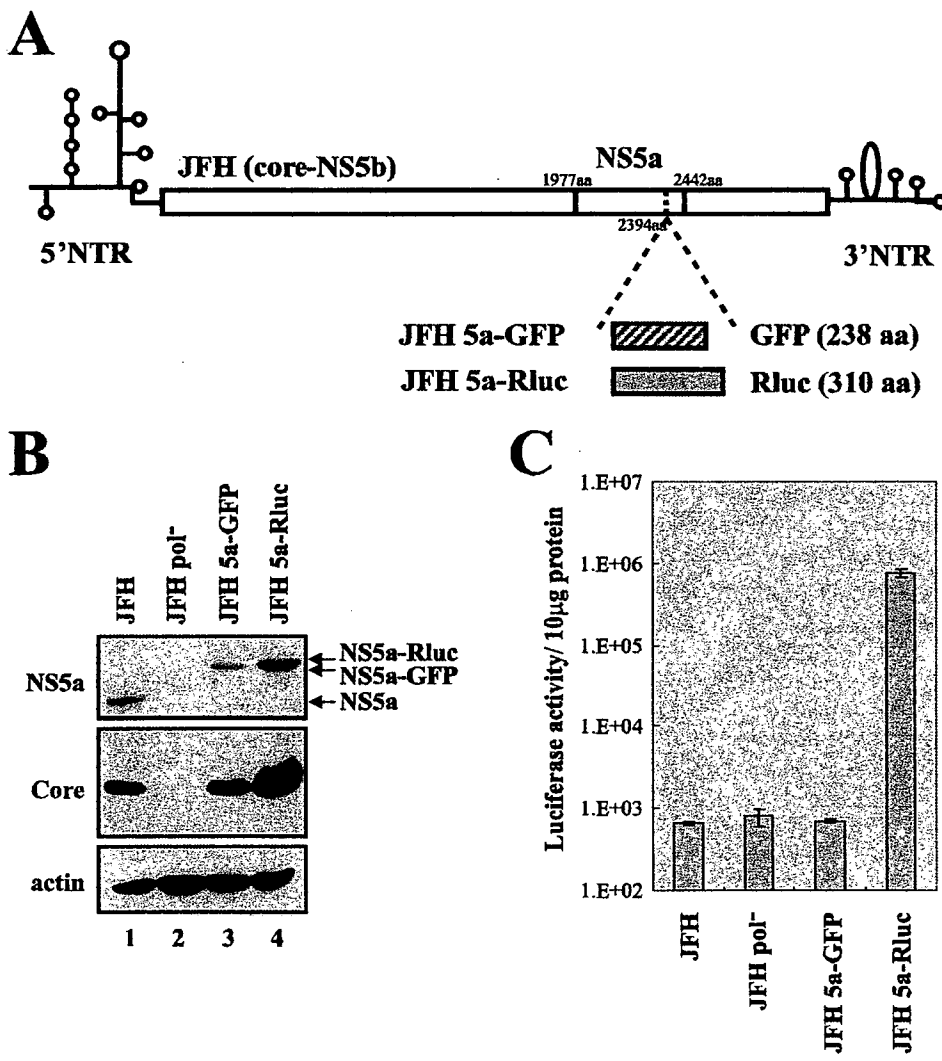 A
JFH (core-NS5b)
NS5a
1977aa
2442aa
2394aa
5'NTR
3'NTR
JFH 5a-GFP
GFP (238 aa)
JFH 5a-Rluc
Rluc (310 aa)
B
JFH
JFH pol-
JFH 5a-GFP
JFH 5a-Rluc
NS5a
NS5a-Rluc
NS5a-GFP
NS5a
Core
actin
1 2 3 4
C
Luciferase activity/ 10µg protein
1.E+07
1.E+06
1.E+05
1.E+04
1.E+03
1.E+02
JFH
JFH pol-
JFH 5a-GFP
JFH 5a-Rluc